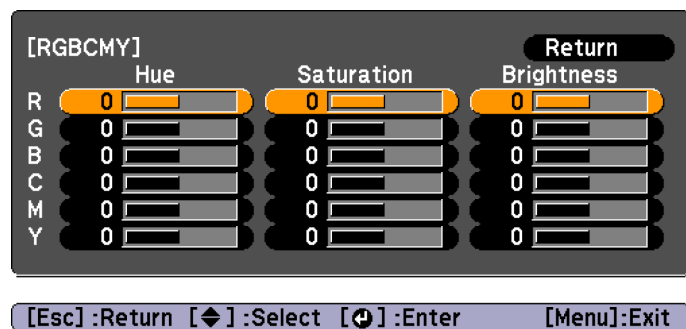 [RGBCMY] Return
Hue Saturation Brightness
R 0 0 0
G 0 0 0
B 0 0 0
C 0 0 0
M 0 0 0
Y 0 0 0
[Esc] :Return [◆] :Select [⏎] :Enter [Menu]:Exit